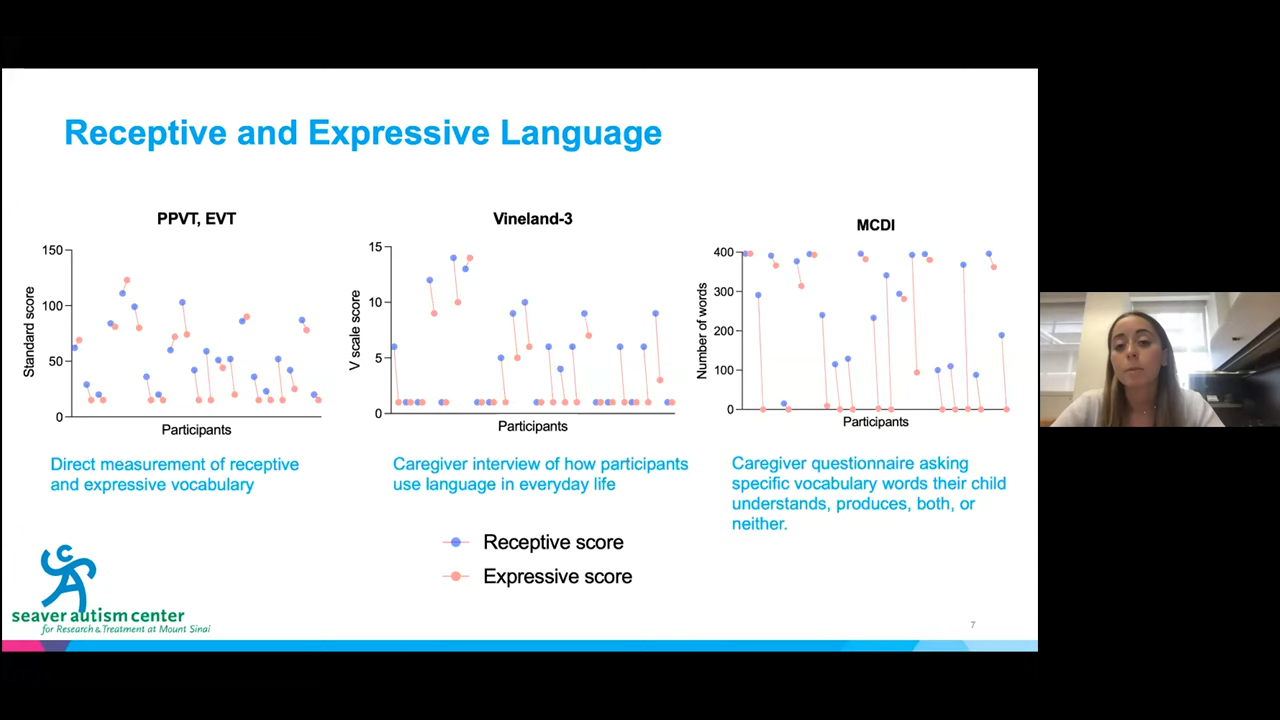 Receptive and Expressive Language
PPVT, EVT
150
100
50
0
Standard score
Participants
Direct measurement of receptive
and expressive vocabulary
Vineland-3
15
10
5
0
V scale score
Participants
Caregiver interview of how participants
use language in everyday life
MCDI
400
300
200
100
0
Number of words
Participants
Caregiver questionnaire asking
specific vocabulary words their child
understands, produces, both, or
neither.
Receptive score
Expressive score
seaver autism center
for Research & Treatment at Mount Sinai
7